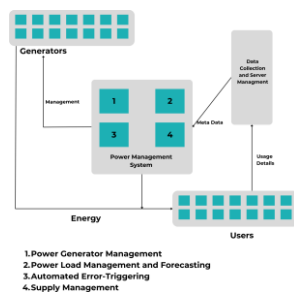 Generators
Data
Collection
and Server
Managment
Management
1
2
3
4
Meta Data
Power Management
System
Usage
Details
Energy
Users
1.Power Generator Management
2.Power Load Management and Forecasting
3.Automated Error-Triggering
4.Supply Management